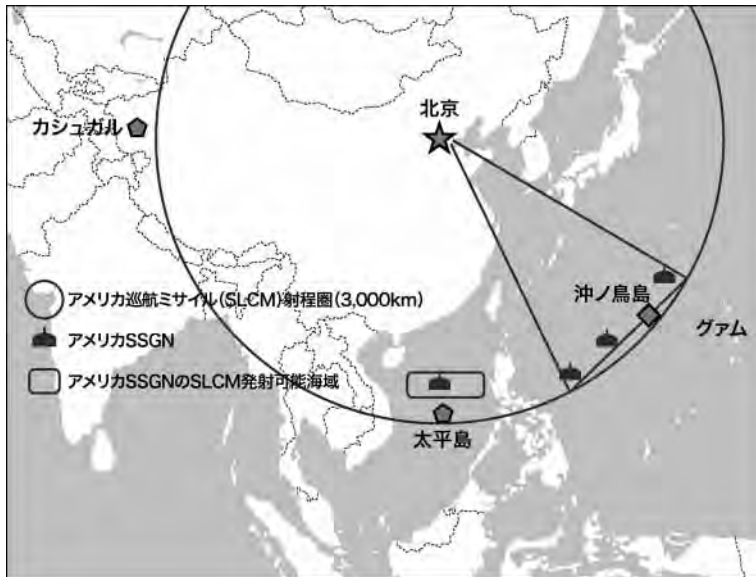 北京
カシュガル
アメリカ巡航ミサイル(SLCM)射程圏(3,000km)
沖ノ鳥島
グァム
アメリカSSGN
アメリカSSGNのSLCM発射可能海域
太平島